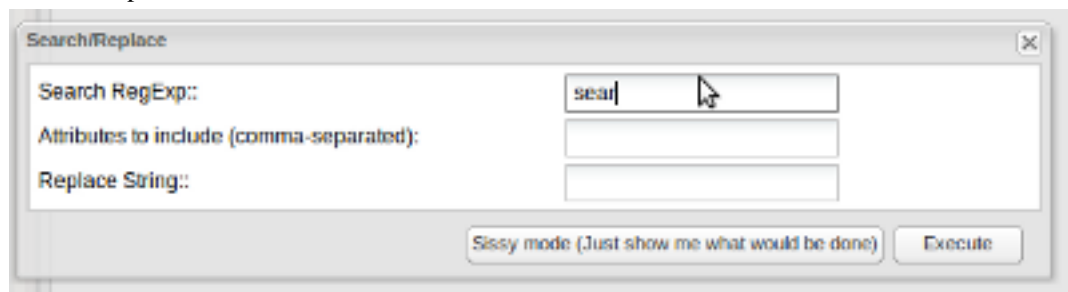 Search/Replace
Search RegExp::
sear
Attributes to include (comma-separated):
Replace String::
Sissy mode (Just show me what would be done)
Execute